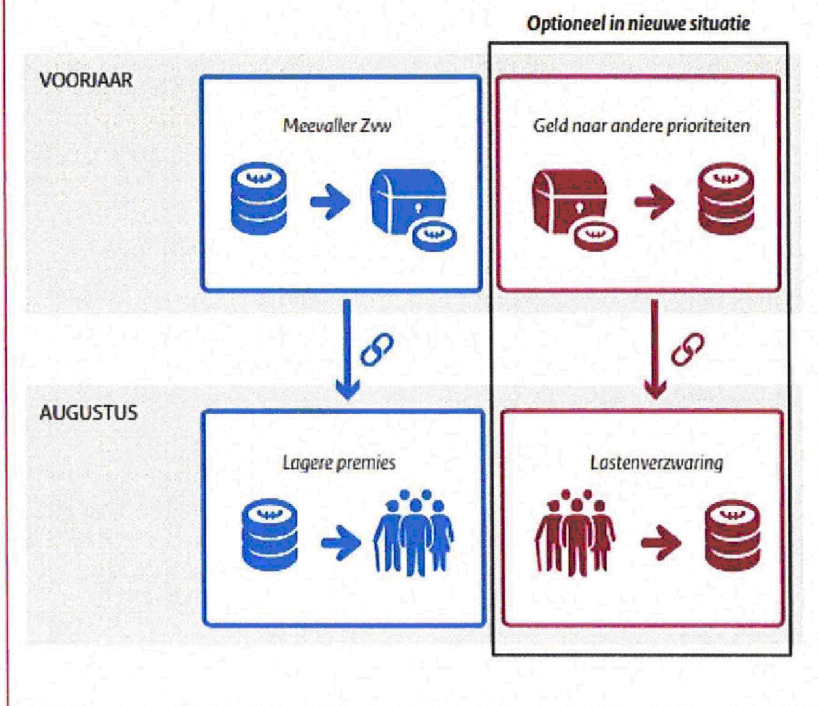 Optioneel in nieuwe situatie
VOORJAAR
Meevaller Zvw
Geld naar andere prioriteiten
AUGUSTUS
Lagere premies
Lastenverzwaring